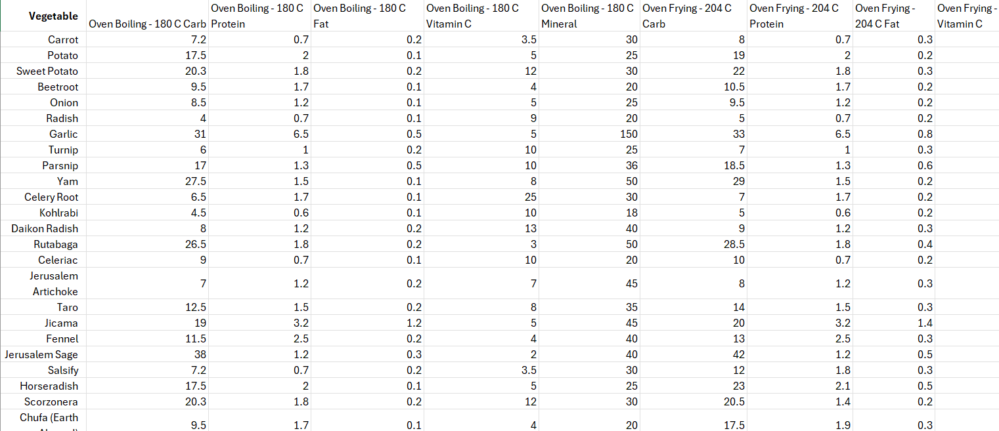 Vegetable Oven Boiling - 180 C Carb Oven Boiling - 180 C Protein Oven Boiling - 180 C Fat Oven Boiling - 180 C Vitamin C Oven Boiling - 180 C Mineral Oven Frying - 204 C Carb Oven Frying - 204 C Protein Oven Frying - 204 C Fat Oven Frying - Vitamin C
Carrot 7.2 0.7 0.2 3.5 30 8 0.7 0.3
Potato 17.5 2 0.1 5 25 19 2 0.2
Sweet Potato 20.3 1.8 0.2 12 30 22 1.8 0.3
Beetroot 9.5 1.7 0.1 4 20 10.5 1.7 0.2
Onion 8.5 1.2 0.1 5 25 9.5 1.2 0.2
Radish 4 0.7 0.1 9 20 5 0.7 0.2
Garlic 31 6.5 0.5 5 150 33 6.5 0.8
Turnip 6 1 0.2 10 25 7 1 0.3
Parsnip 17 1.3 0.5 10 36 18.5 1.3 0.6
Yam 27.5 1.5 0.1 8 50 29 1.5 0.2
Celery Root 6.5 1.7 0.1 25 30 7 1.7 0.2
Kohlrabi 4.5 0.6 0.1 10 18 5 0.6 0.2
Daikon Radish 8 1.2 0.2 13 40 9 1.2 0.3
Rutabaga 26.5 1.8 0.2 3 50 28.5 1.8 0.4
Celeriac 9 0.7 0.1 10 20 10 0.7 0.2
Jerusalem Artichoke 7 1.2 0.2 7 45 8 1.2 0.3
Taro 12.5 1.5 0.2 8 35 14 1.5 0.3
Jicama 19 3.2 1.2 5 45 20 3.2 1.4
Fennel 11.5 2.5 0.2 4 40 13 2.5 0.3
Jerusalem Sage 38 1.2 0.3 2 40 42 1.2 0.5
Salsify 7.2 0.7 0.2 3.5 30 12 1.8 0.3
Horseradish 17.5 2 0.1 5 25 23 2.1 0.5
Scorzonera 20.3 1.8 0.2 12 30 20.5 1.4 0.2
Chufa (Earth 9.5 1.7 0.1 4 20 17.5 1.9 0.3